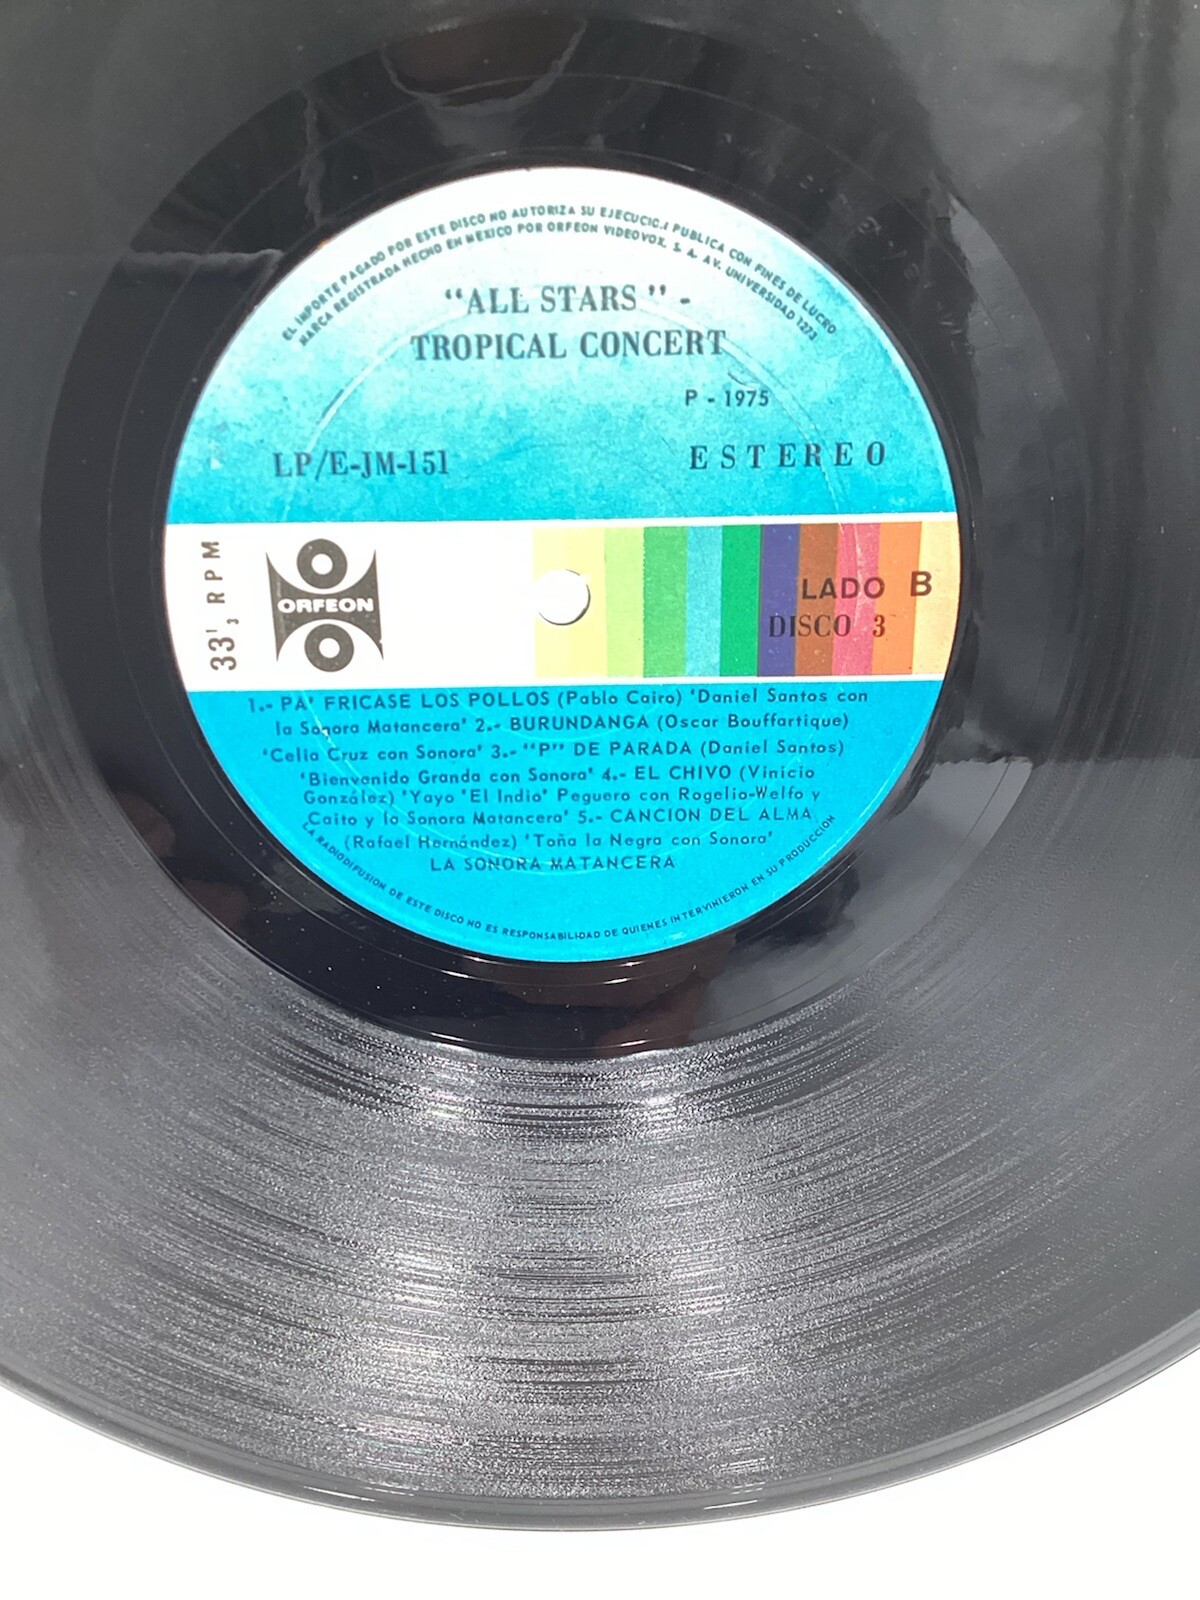 EL IMPORTE PAGADO POR ESTE DISCO NO AUTORIZA SU EJECUCIO.I PUBLICA CON FINES DE LUCRO
MARCA REGISTRADA HECHO EN MEXICO POR ORFEON VIDEOVOX, S. A. AV. UNIVERSIDAD 1273
"ALL STARS" -
TROPICAL CONCERT
P - 1975
LP/E-JM-151
ESTEREO
33⅓ RPM
ORFEON
LADO B
DISCO 3
1.- PA' FRICASE LOS POLLOS (Pablo Cairo) 'Daniel Santos con
la Sonora Matancera' 2.- BURUNDANGA (Oscar Bouffartique)
'Celia Cruz con Sonora' 3.- "P" DE PARADA (Daniel Santos)
'Bienvenido Granda con Sonora' 4.- EL CHIVO (Vinicio
González) 'Yayo 'El Indio' Peguero con Rogelio-Welfo y
Caito y la Sonora Matancera' 5.- CANCION DEL ALMA
(Rafael Hernández) 'Toña la Negra con Sonora'
LA SONORA MATANCERA
LA RADIODIFUSION DE ESTE DISCO NO ES RESPONSABILIDAD DE QUIENES INTERVINIERON EN SU PRODUCCION